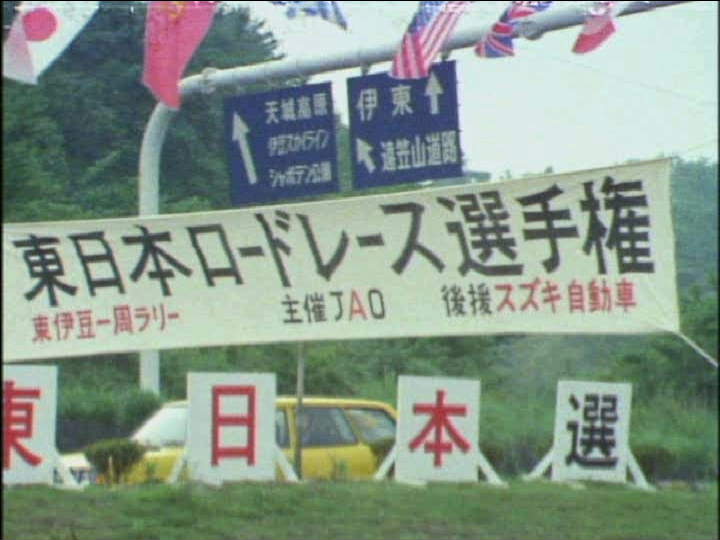 天城高原
伊豆スカイライン
シャボテン公園
伊東
遠笠山道路
東日本ロードレース選手権
東伊豆一周ラリー
主催JAO
後援スズキ自動車
東日本選